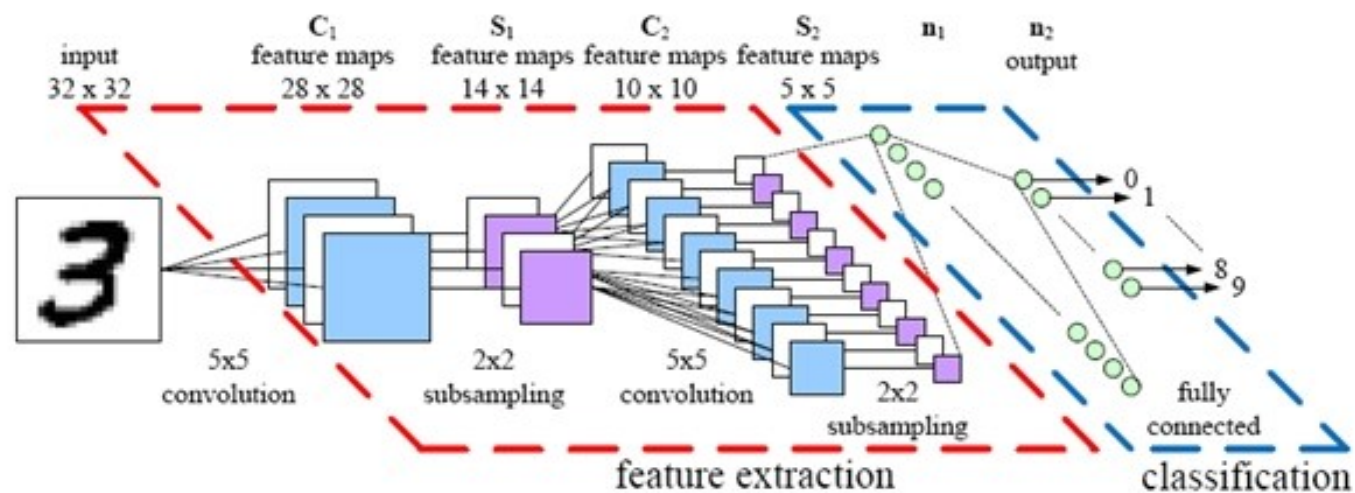 C₁ S₁ C₂ S₂ n₁ n₂
input feature maps feature maps feature maps feature maps output
32 x 32 28 x 28 14 x 14 10 x 10 5 x 5
0
1
8
9
3
5x5 2x2 5x5 2x2 fully
convolution subsampling convolution subsampling connected
feature extraction classification